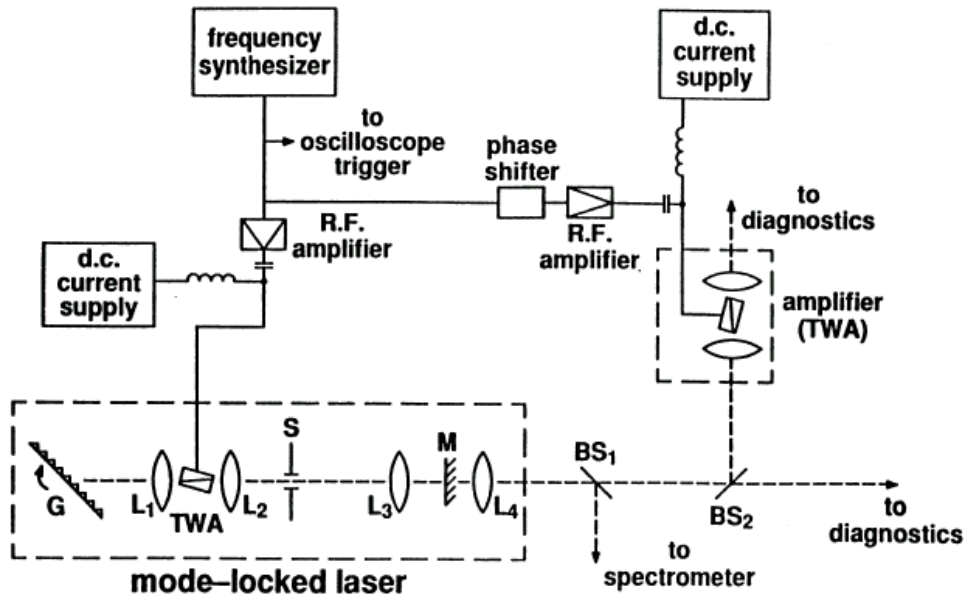 frequency
synthesizer
d.c.
current
supply
to
oscilloscope
trigger
phase
shifter
R.F.
amplifier
R.F.
amplifier
to
diagnostics
d.c.
current
supply
amplifier
(TWA)
S
M
BS1
G
L1
TWA
L2
L3
L4
BS2
to
diagnostics
to
spectrometer
mode–locked laser